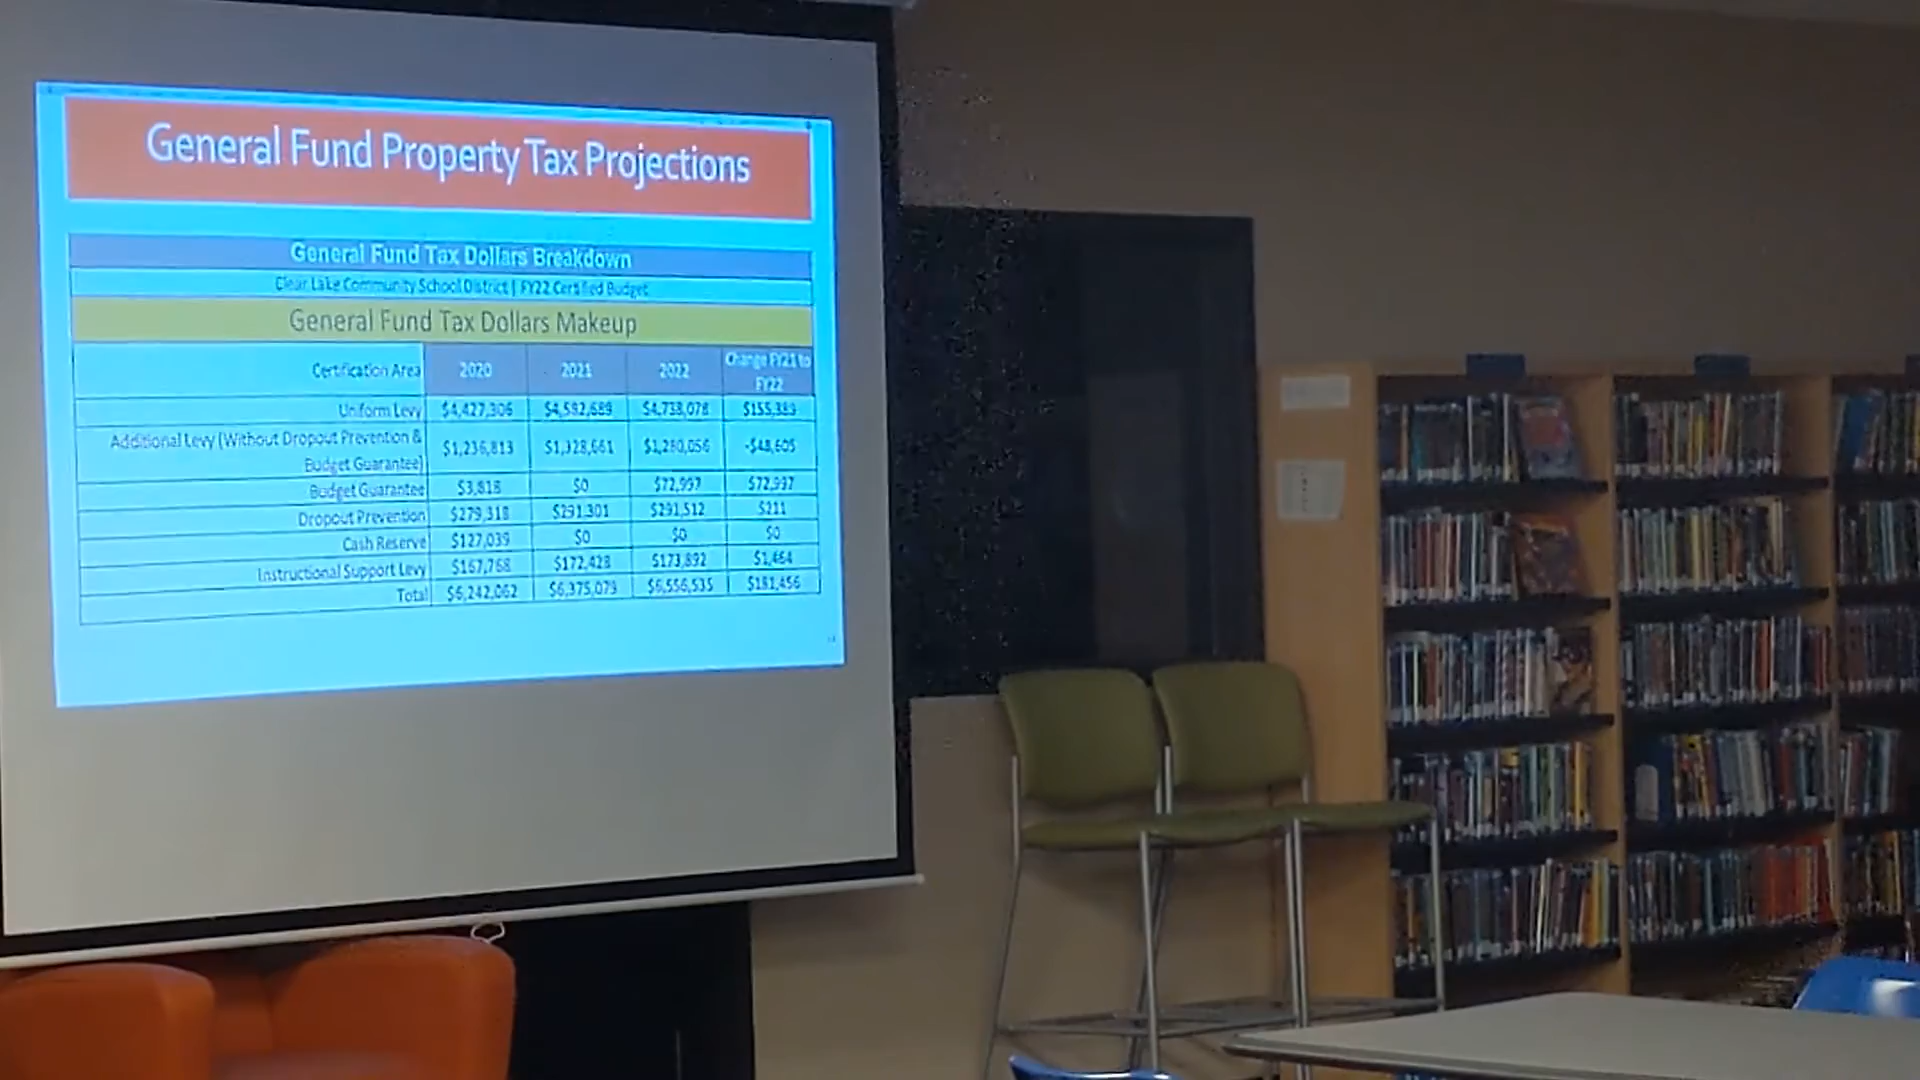 General Fund Property Tax Projections
General Fund Tax Dollars Breakdown
Clear Lake Community School District | FY22 Certified Budget
General Fund Tax Dollars Makeup
Certification Area 2020 2021 2022 Change FY21 to FY22
Uniform Levy $4,427,306 $4,582,689 $4,738,078 $155,389
Additional Levy (Without Dropout Prevention & Budget Guarantee) $1,236,813 $1,328,661 $1,280,056 -$48,605
Budget Guarantee $3,818 $0 $72,997 $72,997
Dropout Prevention $279,318 $291,301 $291,512 $211
Cash Reserve $127,039 $0 $0 $0
Instructional Support Levy $167,768 $172,428 $173,892 $1,464
Total $6,242,062 $6,375,079 $6,556,535 $181,456